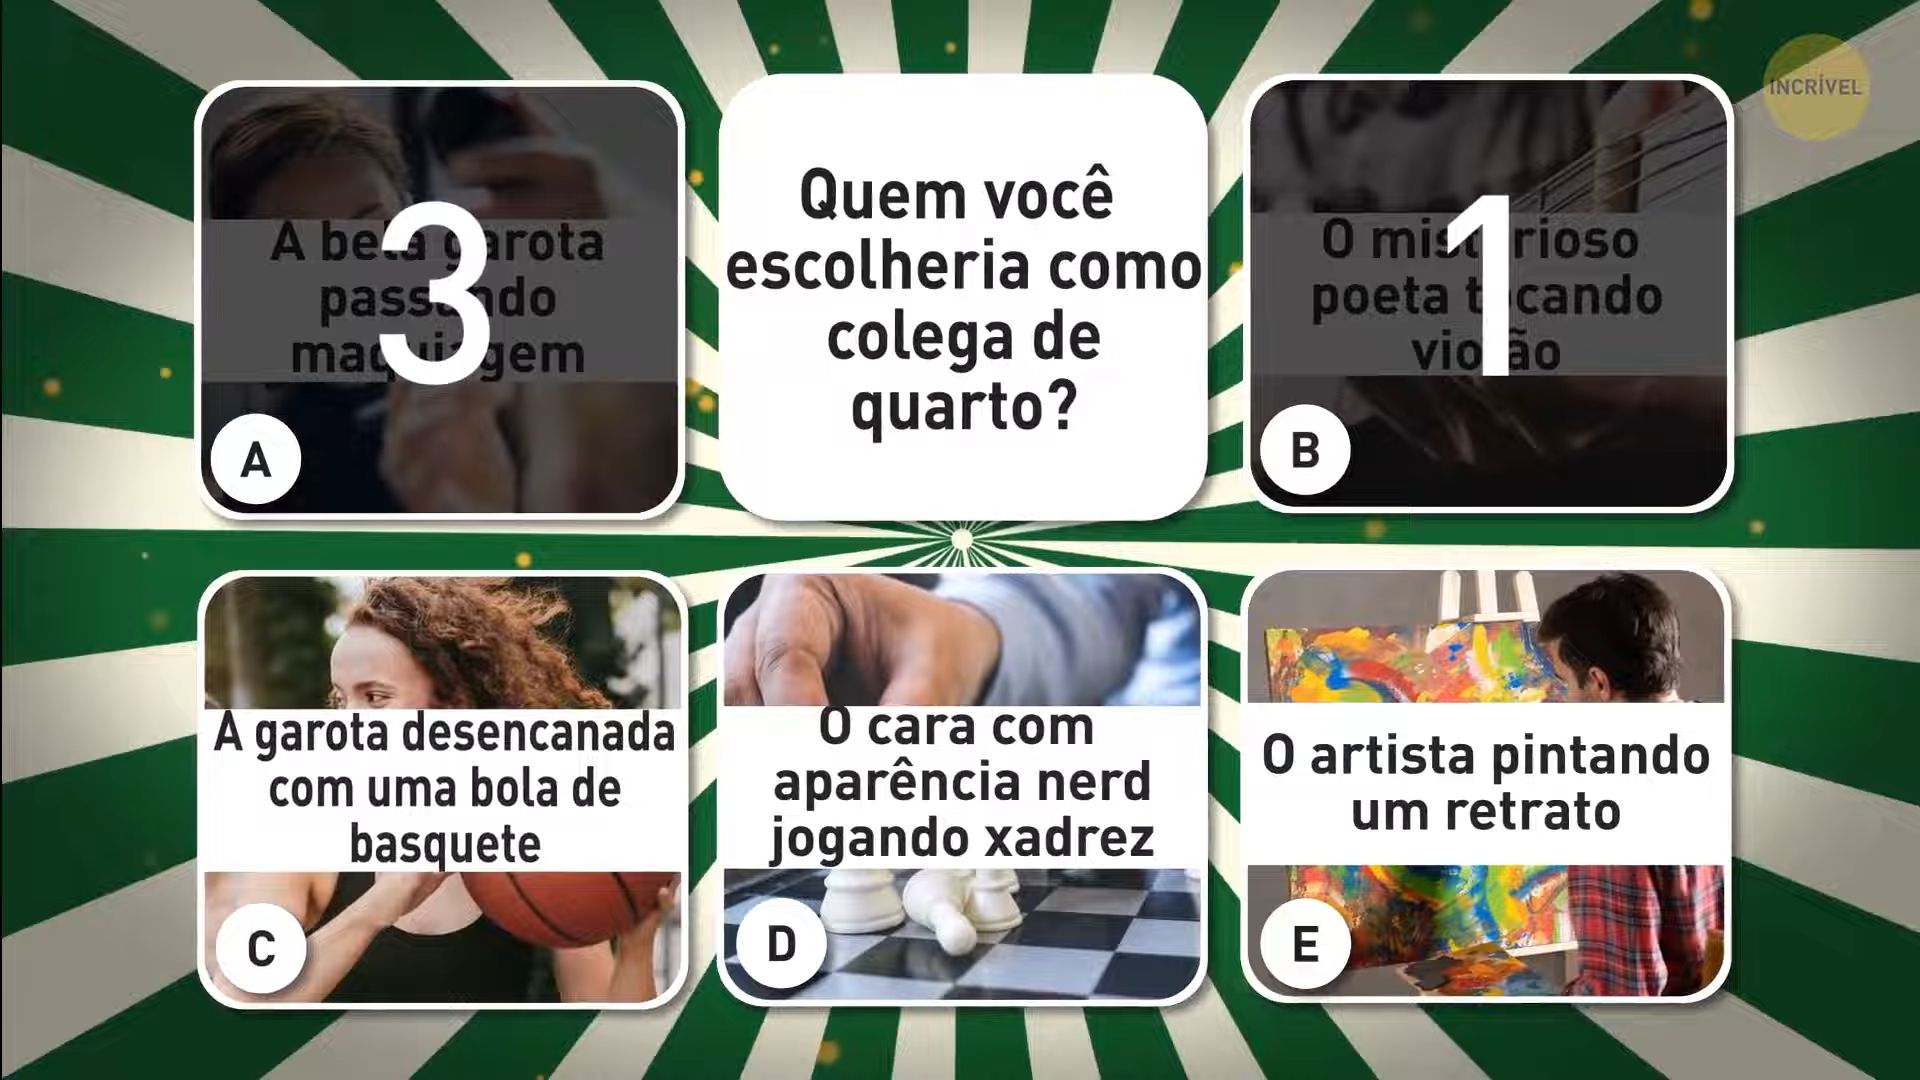 INCRÍVEL
A bela garota
passando
maquiagem
3
A
Quem você
escolheria como
colega de
quarto?
O misterioso
poeta tocando
violão
1
B
A garota desencanada
com uma bola de
basquete
C
O cara com
aparência nerd
jogando xadrez
D
O artista pintando
um retrato
E